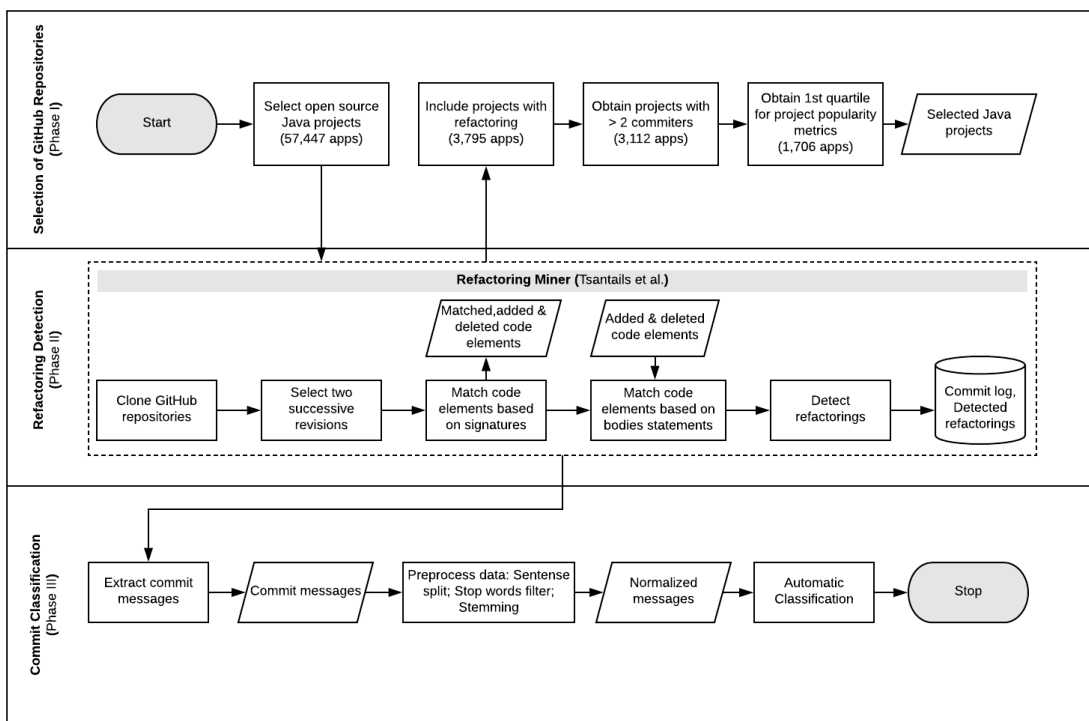 Selection of GitHub Repositories
(Phase I)
Start
Select open source
Java projects
(57,447 apps)
Include projects with
refactoring
(3,795 apps)
Obtain projects with
> 2 commiters
(3,112 apps)
Obtain 1st quartile
for project popularity
metrics
(1,706 apps)
Selected Java
projects
Refactoring Detection
(Phase II)
Refactoring Miner (Tsantails et al.)
Matched,added &
deleted code
elements
Added & deleted
code elements
Clone GitHub
repositories
Select two
successive
revisions
Match code
elements based
on signatures
Match code
elements based on
bodies statements
Detect
refactorings
Commit log,
Detected
refactorings
Commit Classification
(Phase III)
Extract commit
messages
Commit messages
Preprocess data: Sentense
split; Stop words filter;
Stemming
Normalized
messages
Automatic
Classification
Stop